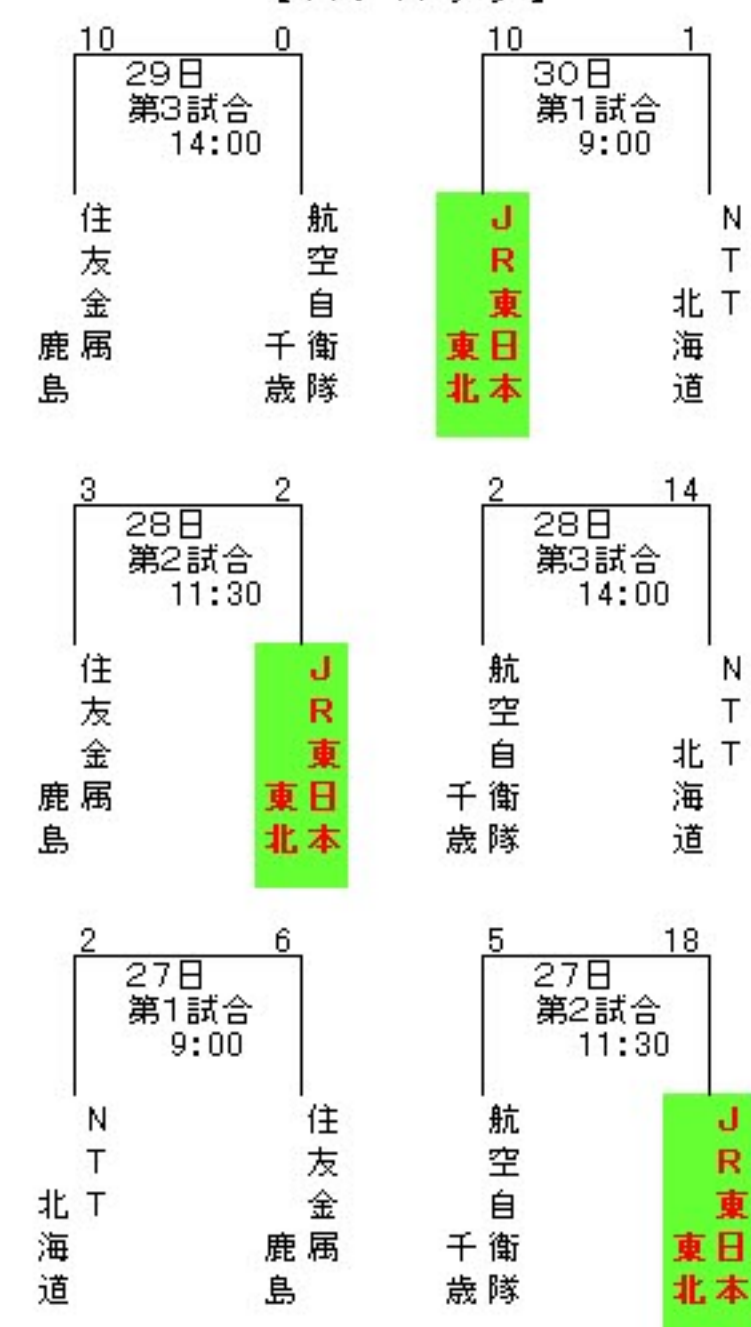 10 0
29日
第3試合
14:00
住友金属鹿島
航空自衛隊千歳
10 1
30日
第1試合
9:00
JR東日本東北
NTT北海道
3 2
28日
第2試合
11:30
住友金属鹿島
JR東日本東北
2 14
28日
第3試合
14:00
航空自衛隊千歳
NTT北海道
2 6
27日
第1試合
9:00
NTT北海道
住友金属鹿島
5 18
27日
第2試合
11:30
航空自衛隊千歳
JR東日本東北